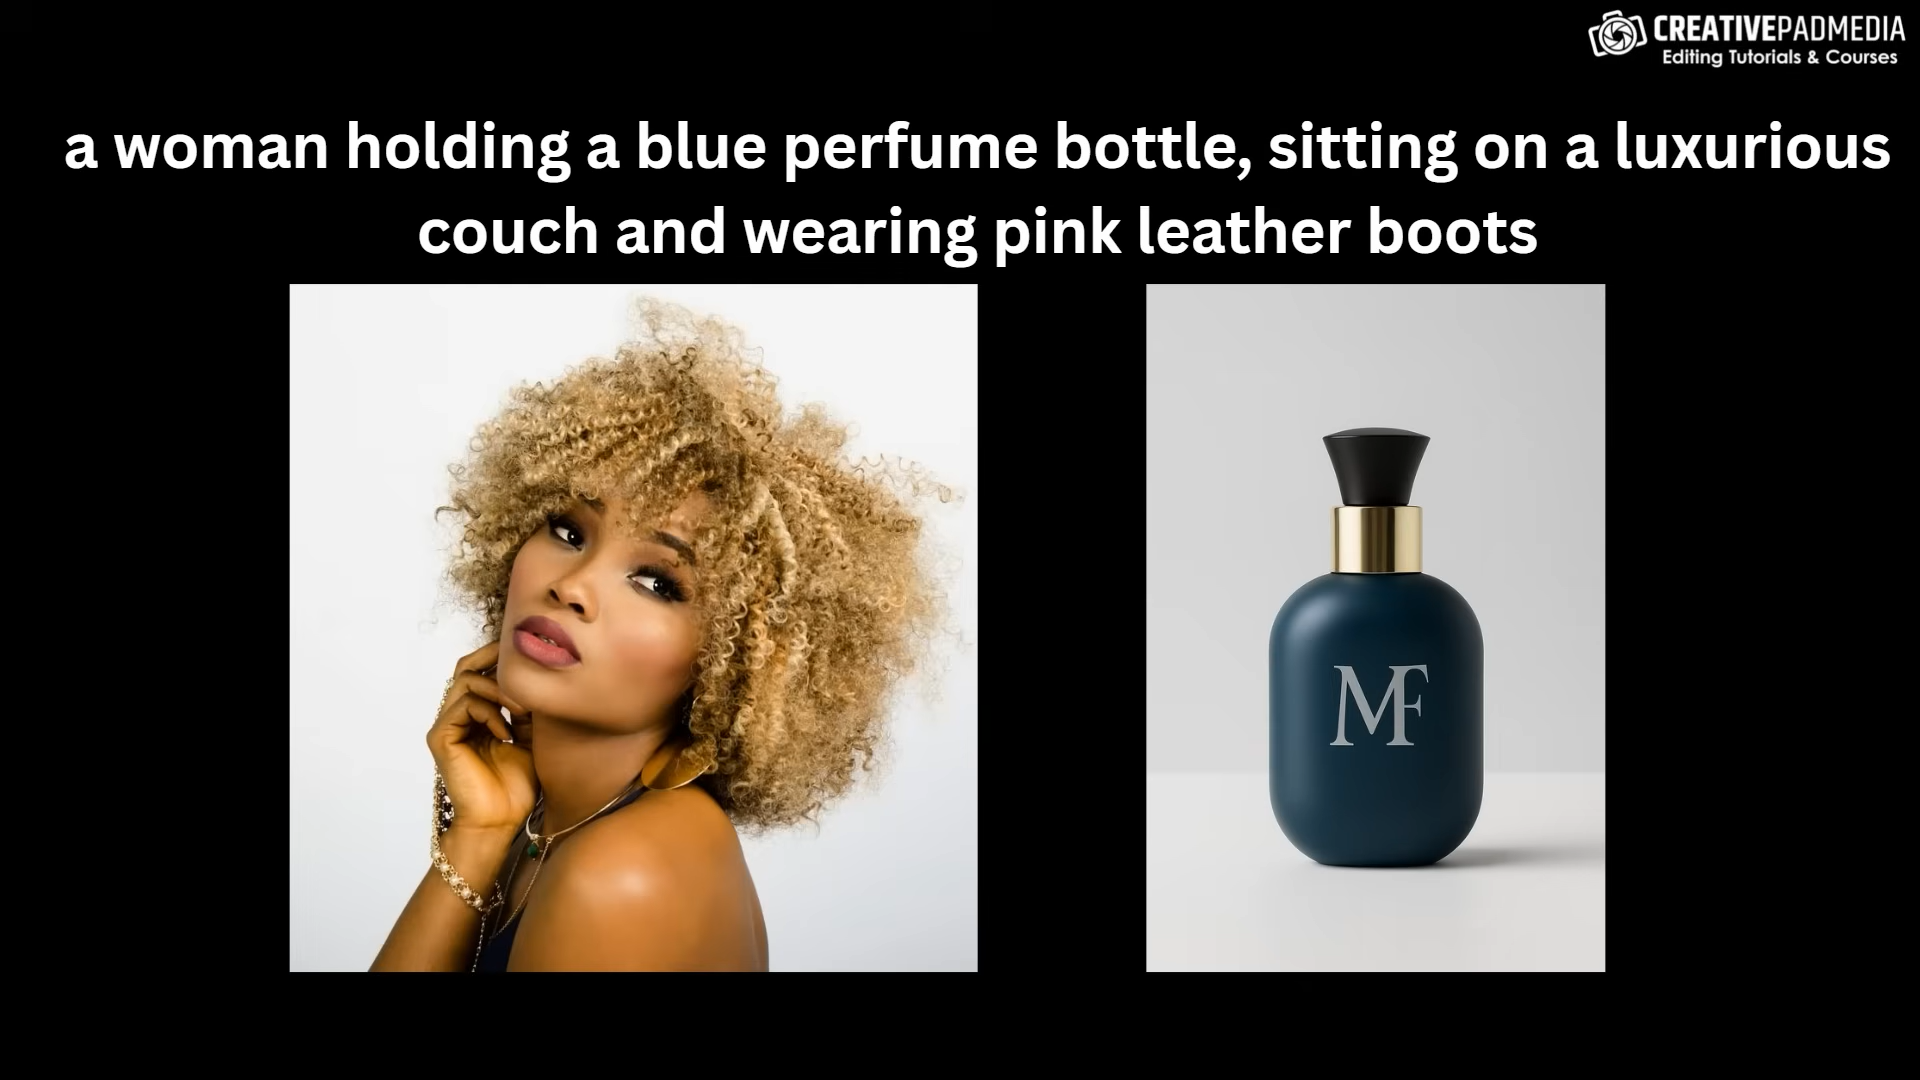 CREATIVEPADMEDIA
Editing Tutorials & Courses
a woman holding a blue perfume bottle, sitting on a luxurious
couch and wearing pink leather boots
MF